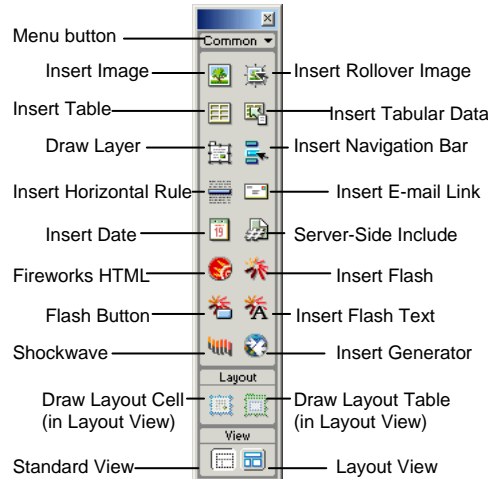 Menu button
Common
Insert Image
Insert Rollover Image
Insert Table
Insert Tabular Data
Draw Layer
Insert Navigation Bar
Insert Horizontal Rule
Insert E-mail Link
Insert Date
19
Server-Side Include
Fireworks HTML
Insert Flash
Flash Button
Insert Flash Text
A
Shockwave
Insert Generator
Layout
Draw Layout Cell
(in Layout View)
Draw Layout Table
(in Layout View)
View
Standard View
Layout View